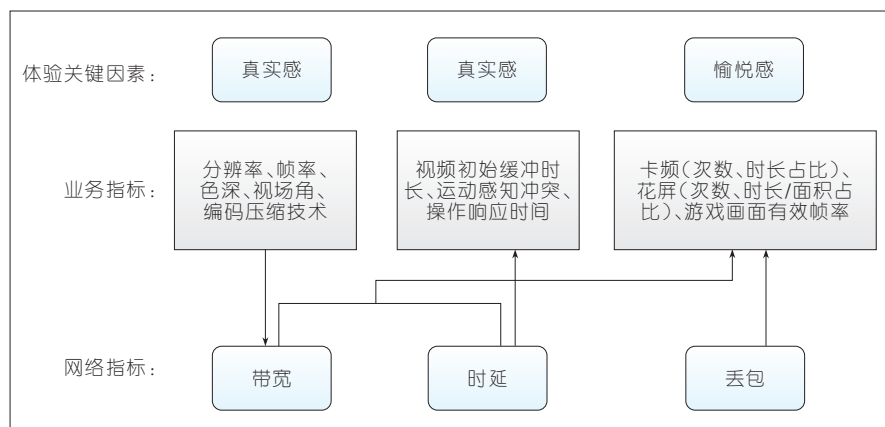 体验关键因素：
真实感
真实感
愉悦感
业务指标：
分辨率、帧率、
色深、视场角、
编码压缩技术
视频初始缓冲时
长、运动感知冲突、
操作响应时间
卡频（次数、时长占比）、
花屏（次数、时长/面积占
比）、游戏画面有效帧率
网络指标：
带宽
时延
丢包